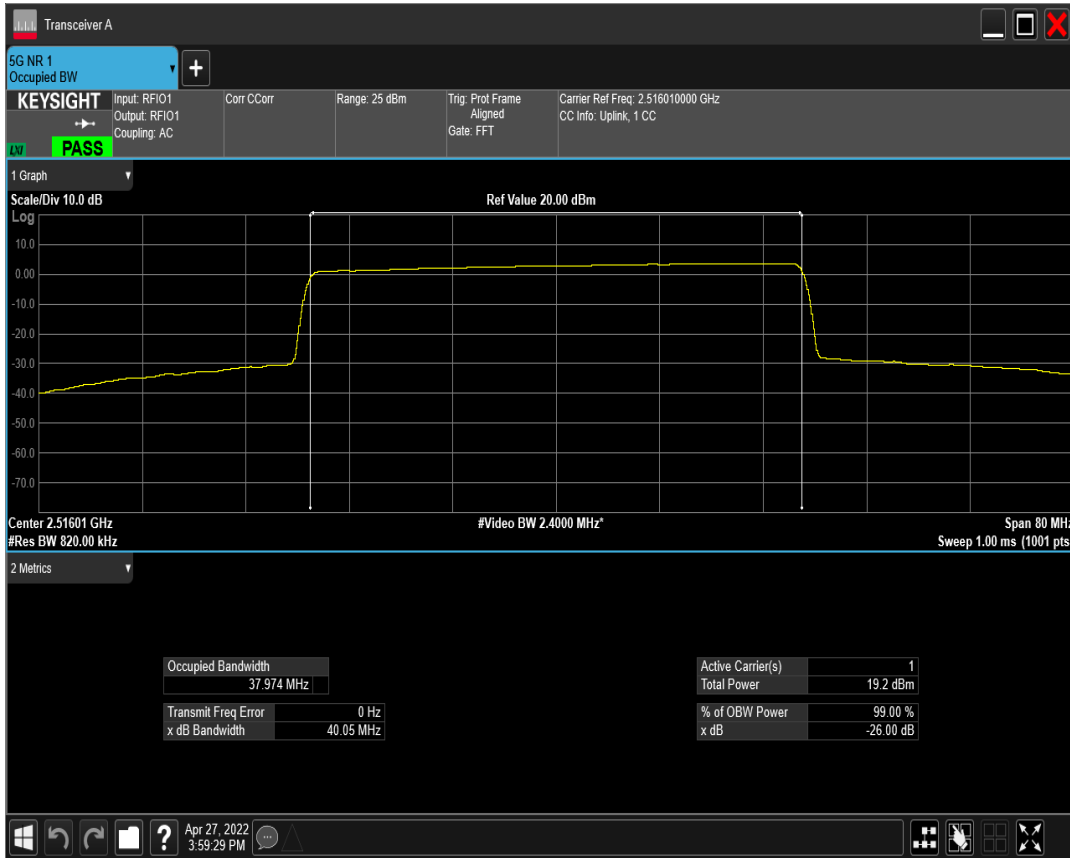 Transceiver A
5G NR 1
Occupied BW
+
KEYSIGHT
LXI
PASS
Input: RFIO1
Output: RFIO1
Coupling: AC
Corr CCorr
Range: 25 dBm
Trig: Prot Frame
Aligned
Gate: FFT
Carrier Ref Freq: 2.516010000 GHz
CC Info: Uplink, 1 CC
1 Graph
Scale/Div 10.0 dB
Ref Value 20.00 dBm
Log
10.0
0.00
-10.0
-20.0
-30.0
-40.0
-50.0
-60.0
-70.0
Center 2.51601 GHz
#Video BW 2.4000 MHz*
Span 80 MHz
#Res BW 820.00 kHz
Sweep 1.00 ms (1001 pts
2 Metrics
Occupied Bandwidth
37.974 MHz
Transmit Freq Error 0 Hz
x dB Bandwidth 40.05 MHz
Active Carrier(s) 1
Total Power 19.2 dBm
% of OBW Power 99.00 %
x dB -26.00 dB
?
Apr 27, 2022
3:59:29 PM